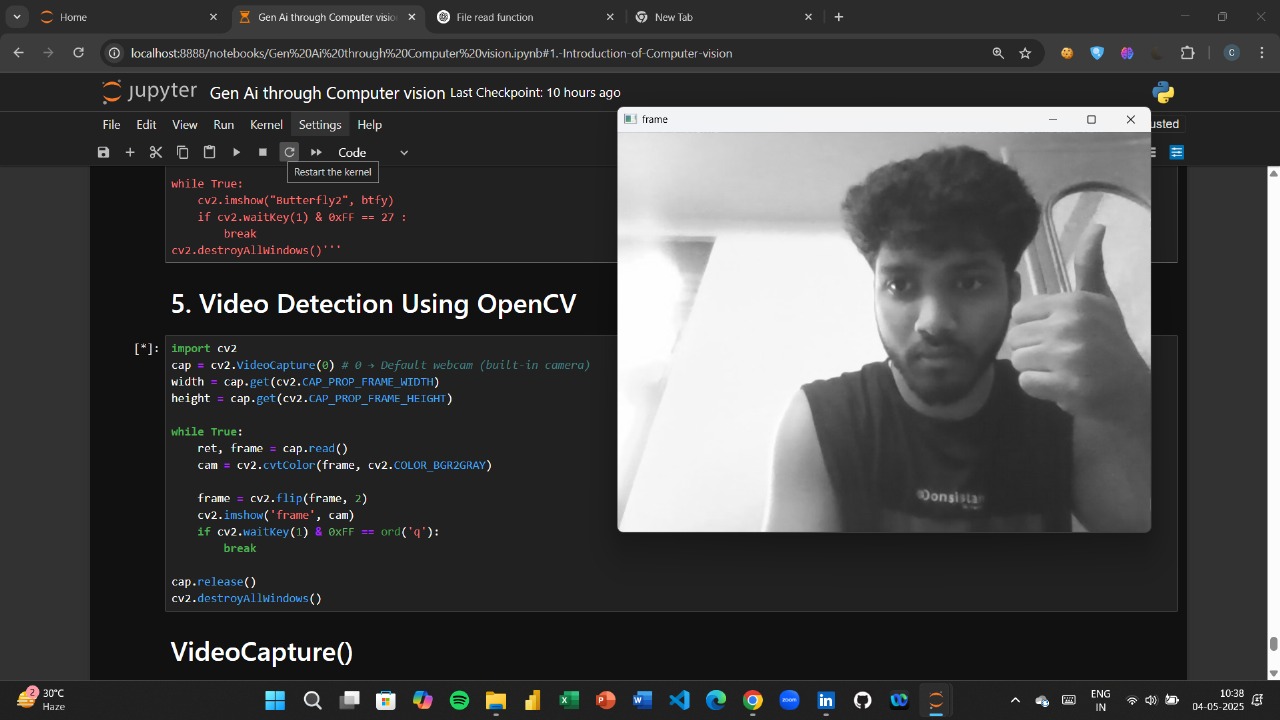 Home
Gen Ai through Computer visio
File read function
New Tab
localhost:8888/notebooks/Gen%20Ai%20through%20Computer%20vision.ipynb#1.-Introduction-of-Computer-vision
C
jupyter Gen Ai through Computer vision Last Checkpoint: 10 hours ago
File Edit View Run Kernel Settings Help
usted
Code
Restart the kernel
frame
while True:
    cv2.imshow("Butterfly2", btfy)
    if cv2.waitKey(1) & 0xFF == 27 :
        break
cv2.destroyAllWindows()'''
5. Video Detection Using OpenCV
[*]:
import cv2
cap = cv2.VideoCapture(0) # 0 → Default webcam (built-in camera)
width = cap.get(cv2.CAP_PROP_FRAME_WIDTH)
height = cap.get(cv2.CAP_PROP_FRAME_HEIGHT)
while True:
    ret, frame = cap.read()
    cam = cv2.cvtColor(frame, cv2.COLOR_BGR2GRAY)
    frame = cv2.flip(frame, 2)
    cv2.imshow('frame', cam)
    if cv2.waitKey(1) & 0xFF == ord('q'):
        break
cap.release()
cv2.destroyAllWindows()
VideoCapture()
2
30°C
Haze
zoom
ENG
IN
10:38
04-05-2025